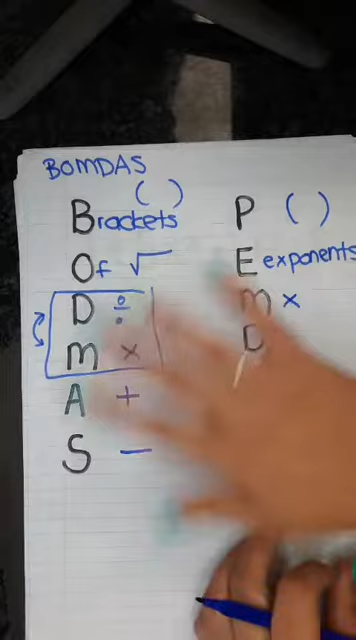 BOMDAS
( )
Brackets
Of √
D ÷
M ×
A +
S −
P ( )
E exponents
M ×
D